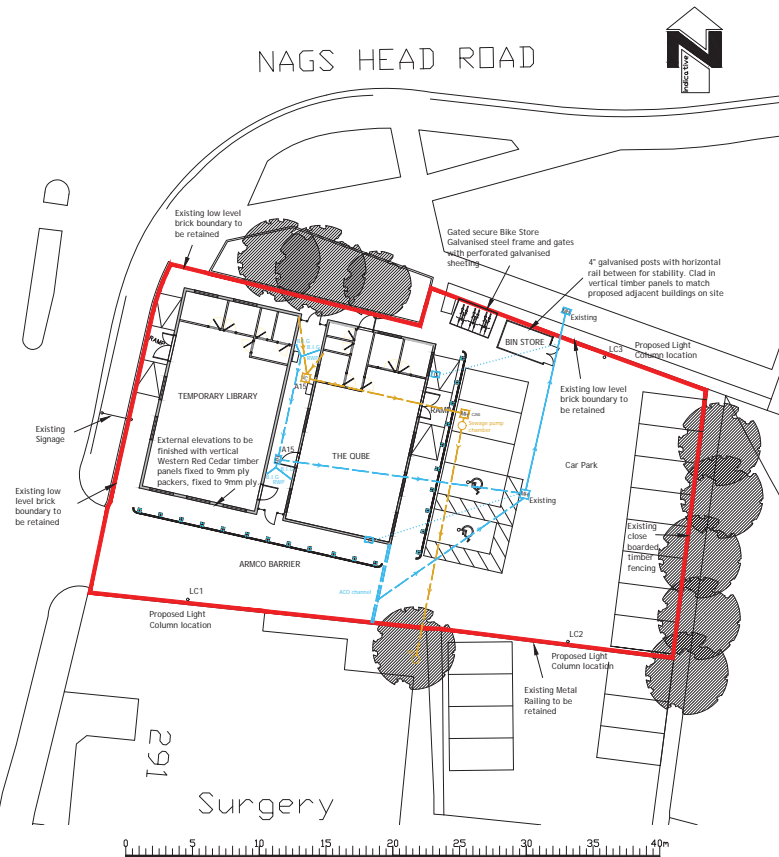 NAGS HEAD ROAD
N
Indicative
Existing low level
brick boundary to
be retained
Gated secure Bike Store
Galvanised steel frame and gates
with perforated galvanised
sheeting
4" galvanised posts with horizontal
rail between for stability. Clad in
vertical timber panels to match
proposed adjacent buildings on site
Existing
LC3
Proposed Light
Column location
BIN STORE
RAMP
Existing low level
brick boundary to
be retained
TEMPORARY LIBRARY
A15
RAMP
Sewage pump
chamber
Existing
Signage
External elevations to be
finished with vertical
Western Red Cedar timber
panels fixed to 9mm ply
packers, fixed to 9mm ply
A15
THE QUBE
Car Park
Existing low
level brick
boundary to
be retained
Existing
Existing
close
boarded
timber
fencing
ARMCO BARRIER
ACO channel
LC1
Proposed Light
Column location
LC2
Proposed Light
Column location
Existing Metal
Railing to be
retained
291
Surgery
0 5 10 15 20 25 30 35 40m